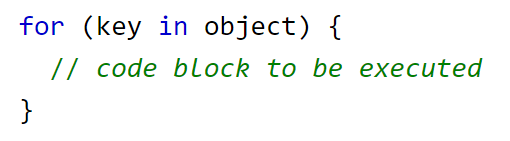 for (key in object) {
  // code block to be executed
}